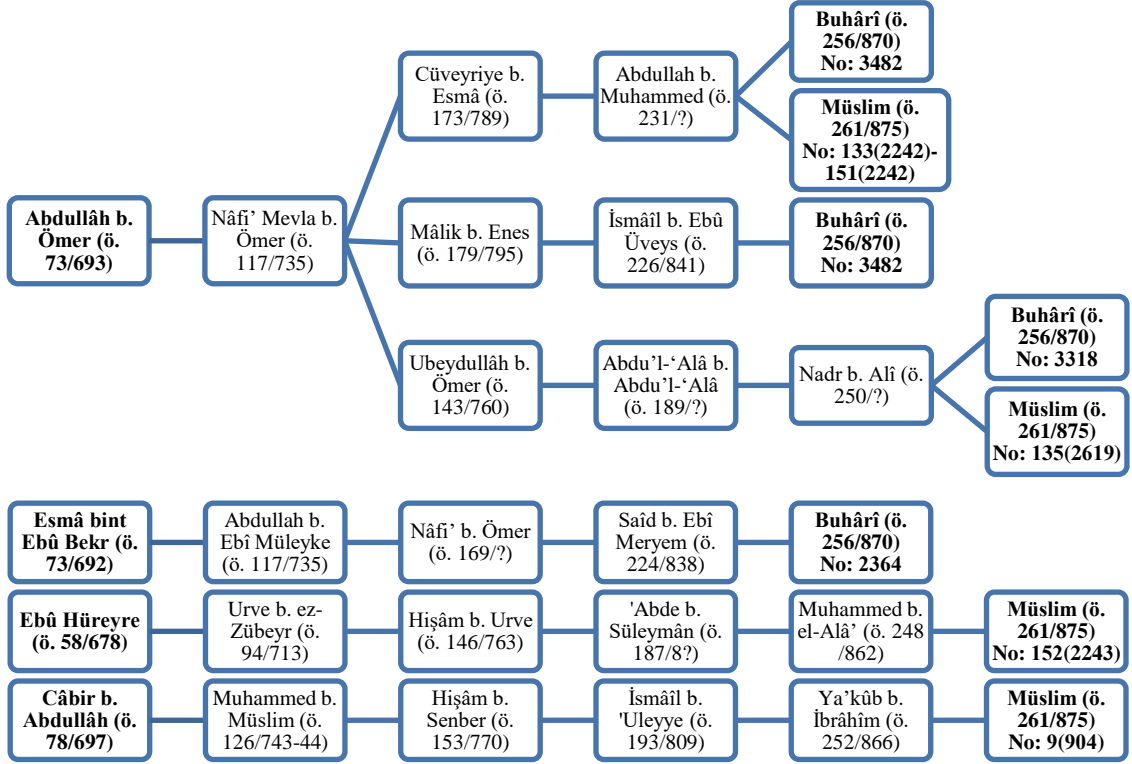 Buhârî (ö.
256/870)
No: 3482
Cüveyriye b.
Esmâ (ö.
173/789)
Abdullah b.
Muhammed (ö.
231/?)
Müslim (ö.
261/875)
No: 133(2242)-
151(2242)
Abdullâh b.
Ömer (ö.
73/693)
Nâfi’ Mevla b.
Ömer (ö.
117/735)
Mâlik b. Enes
(ö. 179/795)
İsmâîl b. Ebû
Üveys (ö.
226/841)
Buhârî (ö.
256/870)
No: 3482
Ubeydullâh b.
Ömer (ö.
143/760)
Abdu’l-‘Alâ b.
Abdu’l-‘Alâ
(ö. 189/?)
Nadr b. Alî (ö.
250/?)
Buhârî (ö.
256/870)
No: 3318
Müslim (ö.
261/875)
No: 135(2619)
Esmâ bint
Ebû Bekr (ö.
73/692)
Abdullah b.
Ebî Müleyke
(ö. 117/735)
Nâfi’ b. Ömer
(ö. 169/?)
Saîd b. Ebî
Meryem (ö.
224/838)
Buhârî (ö.
256/870)
No: 2364
Ebû Hüreyre
(ö. 58/678)
Urve b. ez-
Zübeyr (ö.
94/713)
Hişâm b. Urve
(ö. 146/763)
'Abde b.
Süleymân (ö.
187/8?)
Muhammed b.
el-Alâ’ (ö. 248
/862)
Müslim (ö.
261/875)
No: 152(2243)
Câbir b.
Abdullâh (ö.
78/697)
Muhammed b.
Müslim (ö.
126/743-44)
Hişâm b.
Senber (ö.
153/770)
İsmâîl b.
'Uleyye (ö.
193/809)
Ya’kûb b.
İbrâhîm (ö.
252/866)
Müslim (ö.
261/875)
No: 9(904)